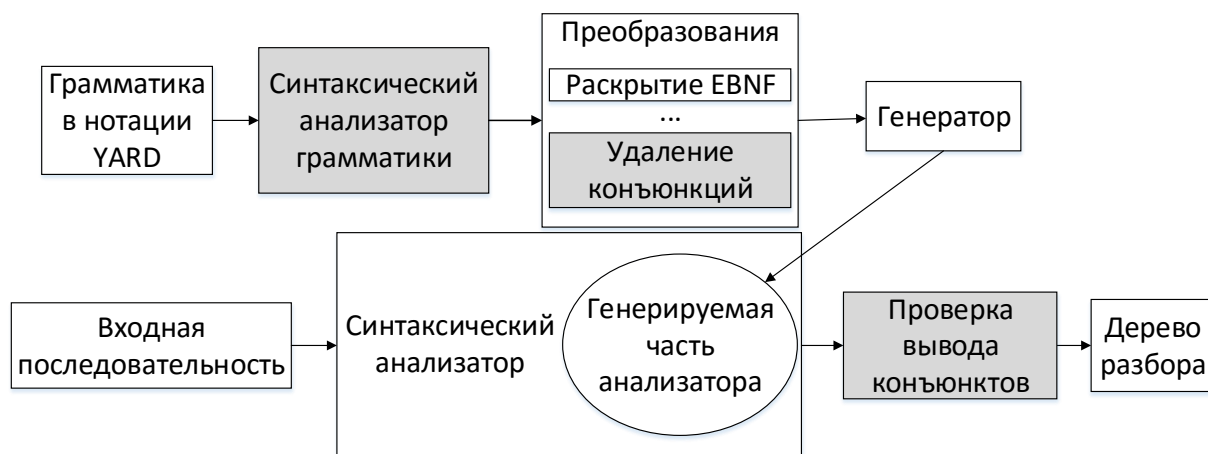 Грамматика
в нотации
YARD
Синтаксический
анализатор
грамматики
Преобразования
Раскрытие EBNF
...
Удаление
конъюнкций
Генератор
Входная
последовательность
Синтаксический
анализатор
Генерируемая
часть
анализатора
Проверка
вывода
конъюнктов
Дерево
разбора